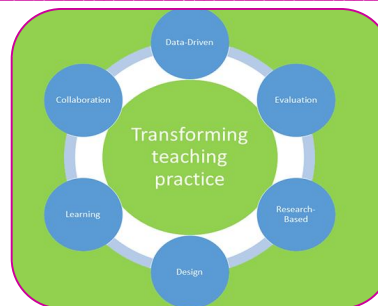 Data-Driven
Collaboration
Evaluation
Transforming
teaching
practice
Learning
Research-
Based
Design